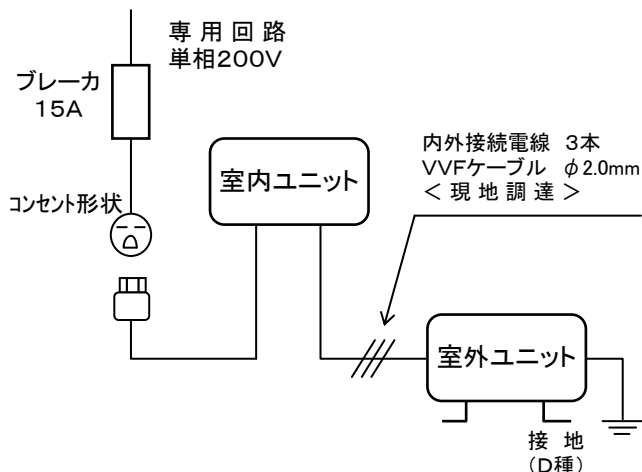 専用回路
単相200V
ブレーカ
15A
コンセント形状
室内ユニット
内外接続電線 3本
VVFケーブル φ2.0mm
＜現地調達＞
室外ユニット
接地
(D種)